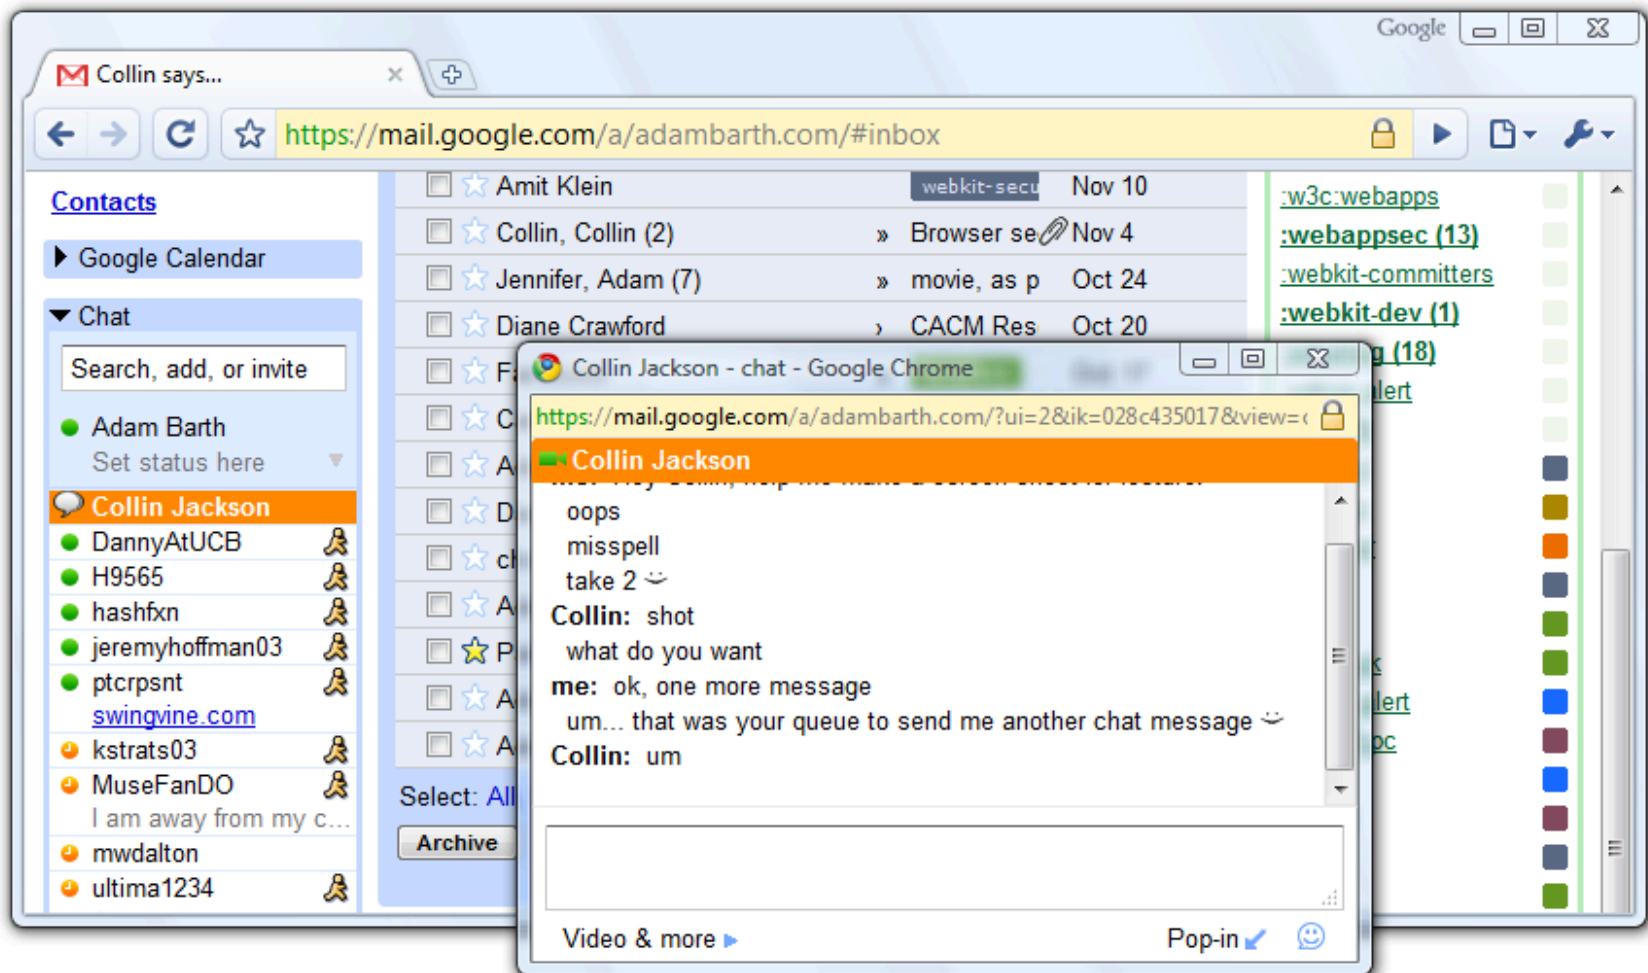 Google
Collin says...
https://mail.google.com/a/adambarth.com/#inbox
Contacts
Google Calendar
Chat
Search, add, or invite
Adam Barth
Set status here
Collin Jackson
DannyAtUCB
H9565
hashfxn
jeremyhoffman03
ptcrpsnt
swingvine.com
kstrats03
MuseFanDO
I am away from my c...
mwdalton
ultima1234
Amit Klein webkit-secu Nov 10
Collin, Collin (2) » Browser se Nov 4
Jennifer, Adam (7) » movie, as p Oct 24
Diane Crawford › CACM Res Oct 20
Select: All
Archive
:w3c:webapps
:webappsec (13)
:webkit-committers
:webkit-dev (1)
(18)
Collin Jackson - chat - Google Chrome
https://mail.google.com/a/adambarth.com/?ui=2&ik=028c435017&view=c
Collin Jackson
oops
misspell
take 2
Collin: shot
what do you want
me: ok, one more message
um... that was your queue to send me another chat message
Collin: um
Video & more
Pop-in